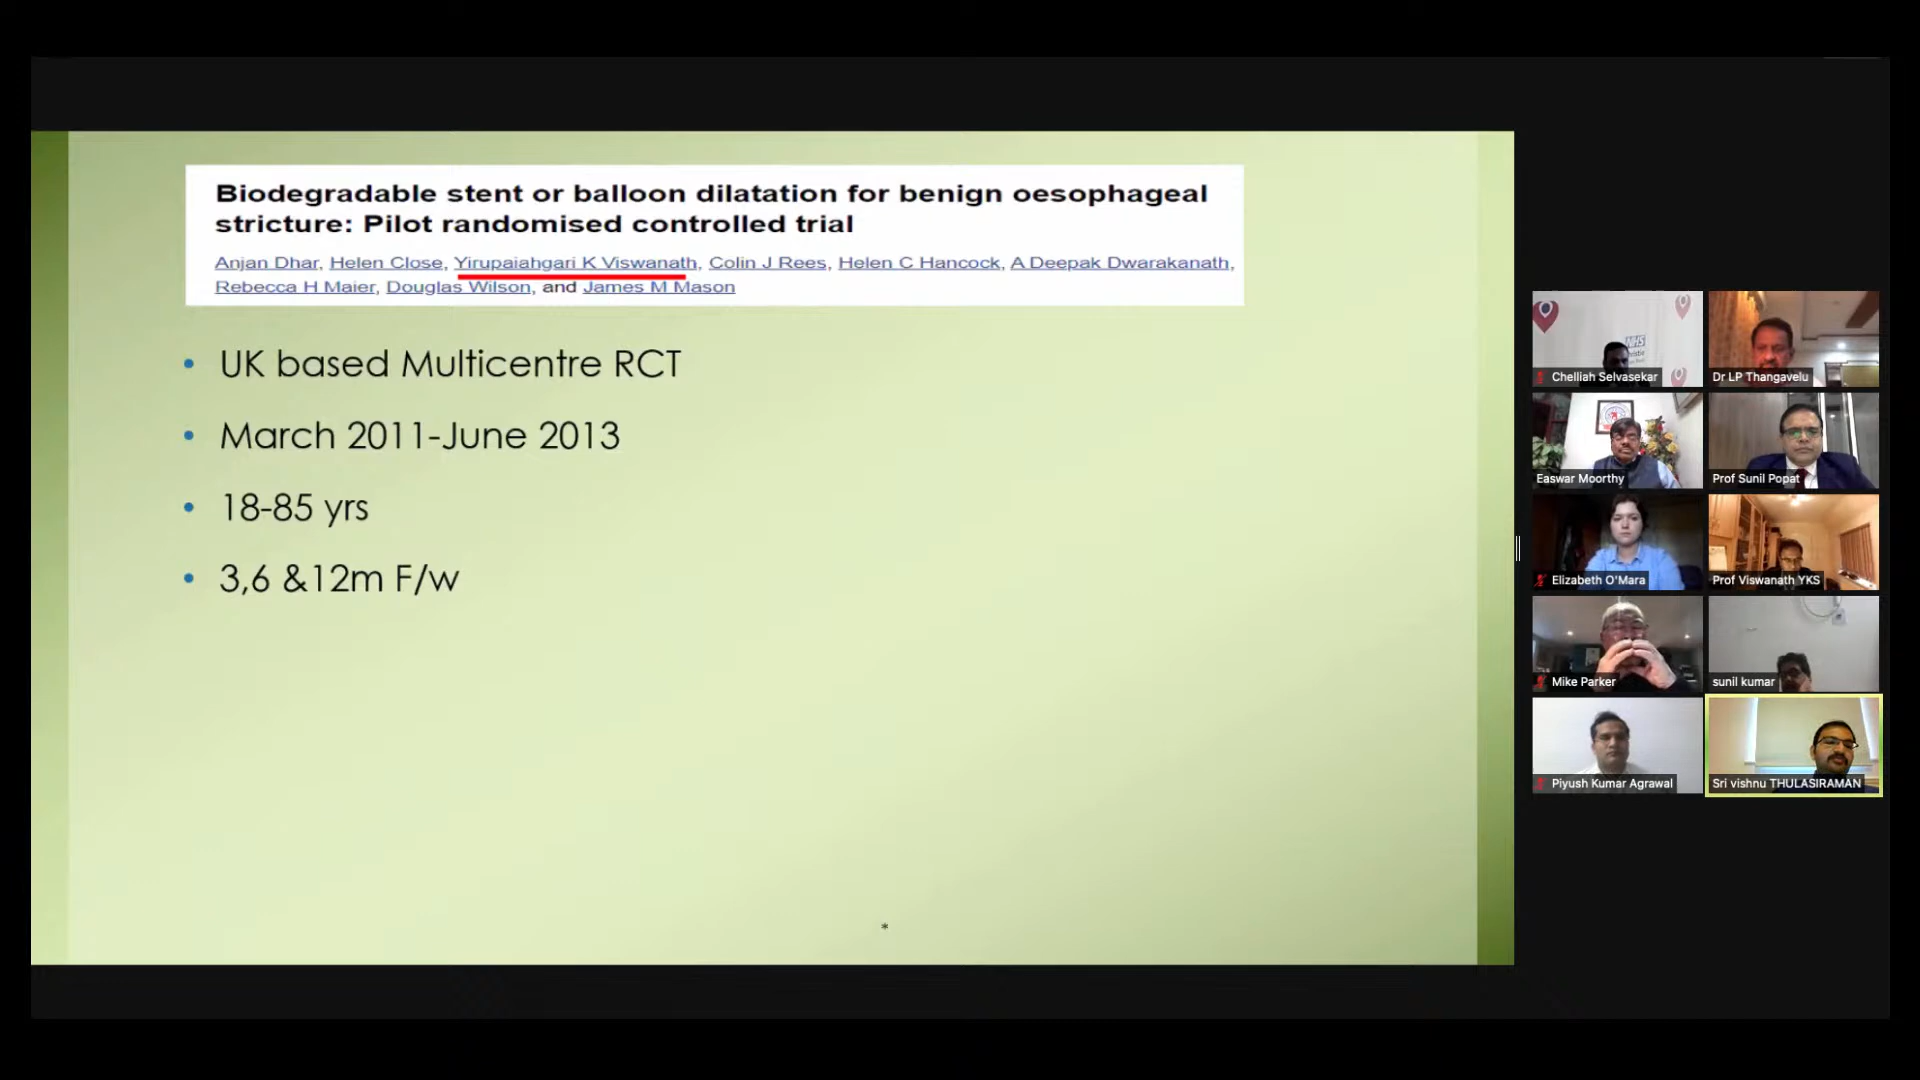 Biodegradable stent or balloon dilatation for benign oesophageal
stricture: Pilot randomised controlled trial
Anjan Dhar, Helen Close, Yirupaiahgari K Viswanath, Colin J Rees, Helen C Hancock, A Deepak Dwarakanath,
Rebecca H Maier, Douglas Wilson, and James M Mason
• UK based Multicentre RCT
• March 2011-June 2013
• 18-85 yrs
• 3,6 &12m F/w
*
NHS
Chelliah Selvasekar
Dr LP Thangavelu
Easwar Moorthy
Prof Sunil Popat
Elizabeth O'Mara
Prof Viswanath YKS
Mike Parker
sunil kumar
Piyush Kumar Agrawal
Sri vishnu THULASIRAMAN